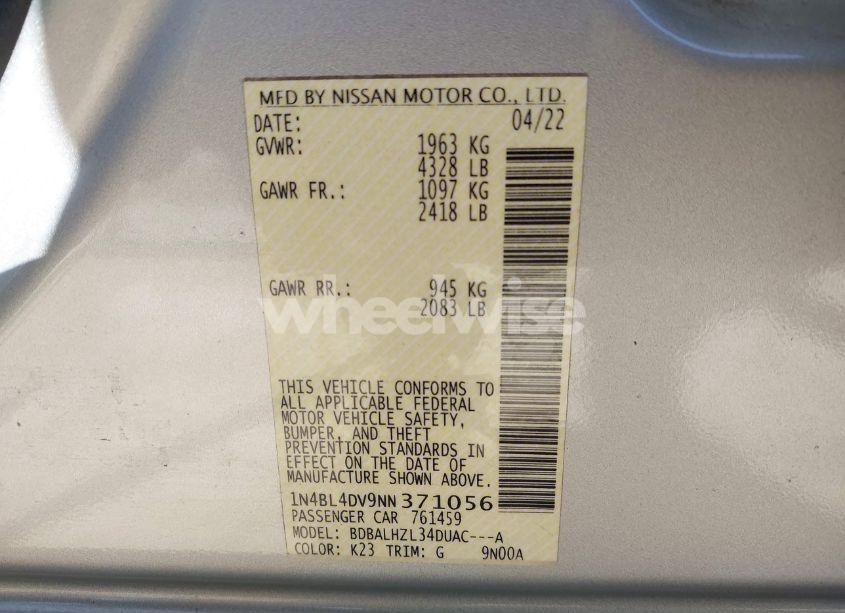 MFD BY NISSAN MOTOR CO., LTD.
DATE: 04/22
GVWR: 1963 KG
4328 LB
GAWR FR.: 1097 KG
2418 LB
GAWR RR.: 945 KG
2083 LB
wheelwise
THIS VEHICLE CONFORMS TO
ALL APPLICABLE FEDERAL
MOTOR VEHICLE SAFETY,
BUMPER, AND THEFT
PREVENTION STANDARDS IN
EFFECT ON THE DATE OF
MANUFACTURE SHOWN ABOVE.
1N4BL4DV9NN371056
PASSENGER CAR 761459
MODEL: BDBALHZL34DUAC---A
COLOR: K23 TRIM: G 9N00A